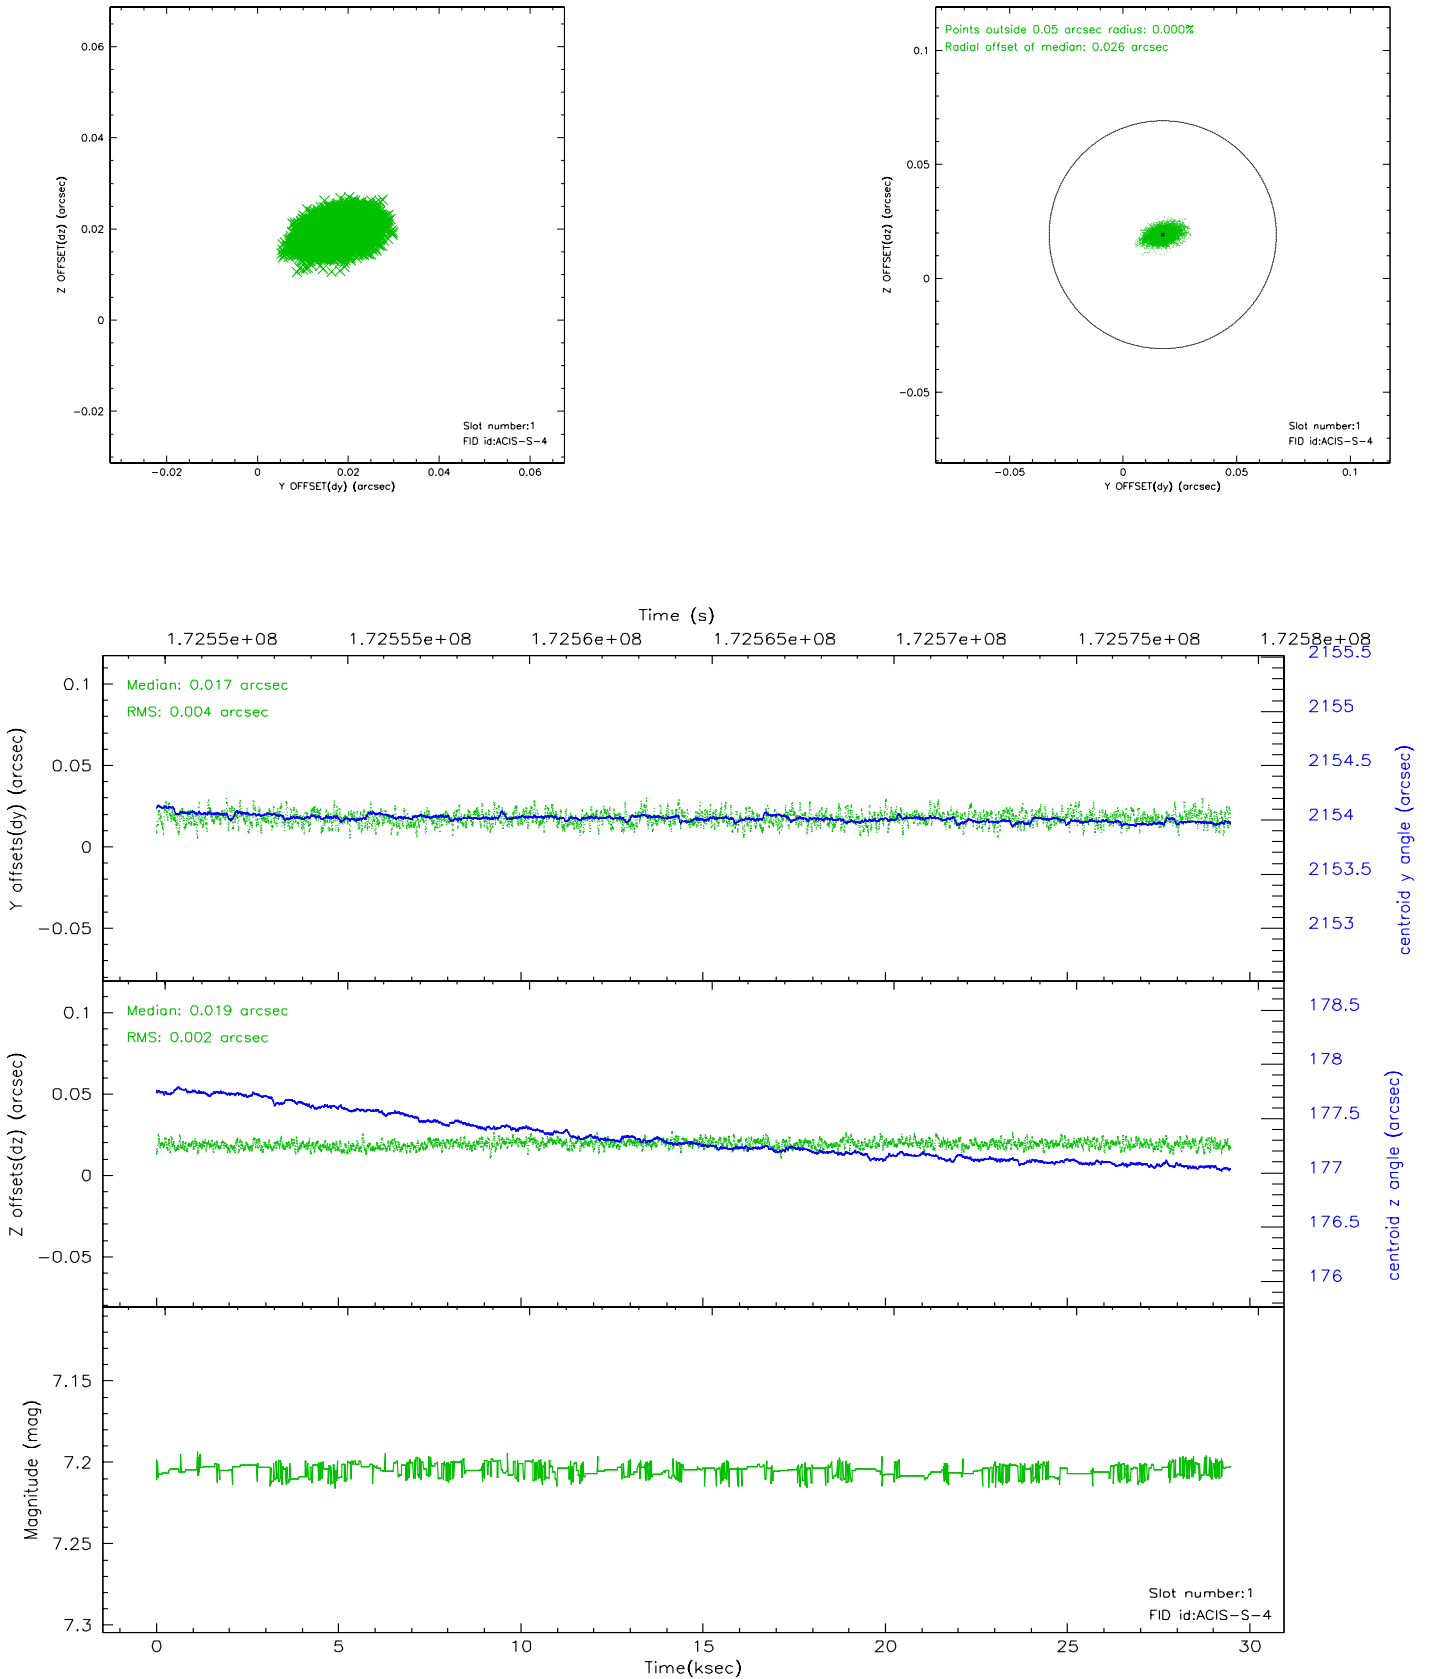 0.06
0.04
0.02
0
−0.02
Z OFFSET(dz) (arcsec)
−0.02 0 0.02 0.04 0.06
Y OFFSET(dy) (arcsec)
Slot number:1
FID id:ACIS−S−4
Points outside 0.05 arcsec radius: 0.000%
Radial offset of median: 0.026 arcsec
0.1
0.05
0
−0.05
Z OFFSET(dz) (arcsec)
−0.05 0 0.05 0.1
Y OFFSET(dy) (arcsec)
Slot number:1
FID id:ACIS−S−4
Time (s)
1.7255e+08 1.72555e+08 1.7256e+08 1.72565e+08 1.7257e+08 1.72575e+08 1.7258e+08
Median: 0.017 arcsec
RMS: 0.004 arcsec
0.1
0.05
0
−0.05
Y offsets(dy) (arcsec)
2155.5
2155
2154.5
2154
2153.5
2153
centroid y angle (arcsec)
Median: 0.019 arcsec
RMS: 0.002 arcsec
0.1
0.05
0
−0.05
Z offsets(dz) (arcsec)
178.5
178
177.5
177
176.5
176
centroid z angle (arcsec)
7.15
7.2
7.25
7.3
Magnitude (mag)
Slot number:1
FID id:ACIS−S−4
0 5 10 15 20 25 30
Time(ksec)